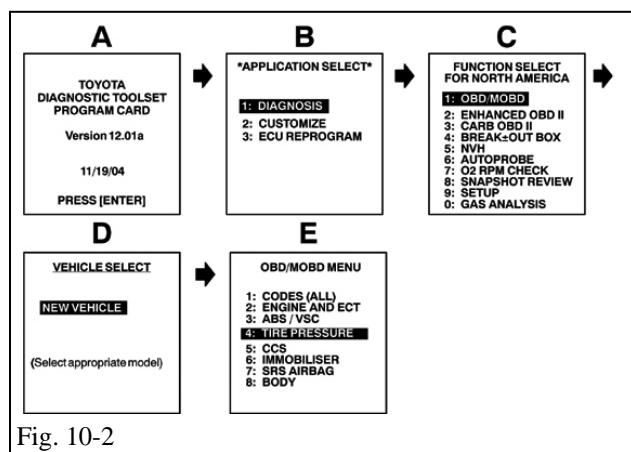 A
TOYOTA
DIAGNOSTIC TOOLSET
PROGRAM CARD
Version 12.01a
11/19/04
PRESS [ENTER]
B
*APPLICATION SELECT*
1: DIAGNOSIS
2: CUSTOMIZE
3: ECU REPROGRAM
C
FUNCTION SELECT
FOR NORTH AMERICA
1: OBD/MOBD
2: ENHANCED OBD II
3: CARB OBD II
4: BREAK±OUT BOX
5: NVH
6: AUTOPROBE
7: O2 RPM CHECK
8: SNAPSHOT REVIEW
9: SETUP
0: GAS ANALYSIS
D
VEHICLE SELECT
NEW VEHICLE
(Select appropriate model)
E
OBD/MOBD MENU
1: CODES (ALL)
2: ENGINE AND ECT
3: ABS / VSC
4: TIRE PRESSURE
5: CCS
6: IMMOBILISER
7: SRS AIRBAG
8: BODY
Fig. 10-2